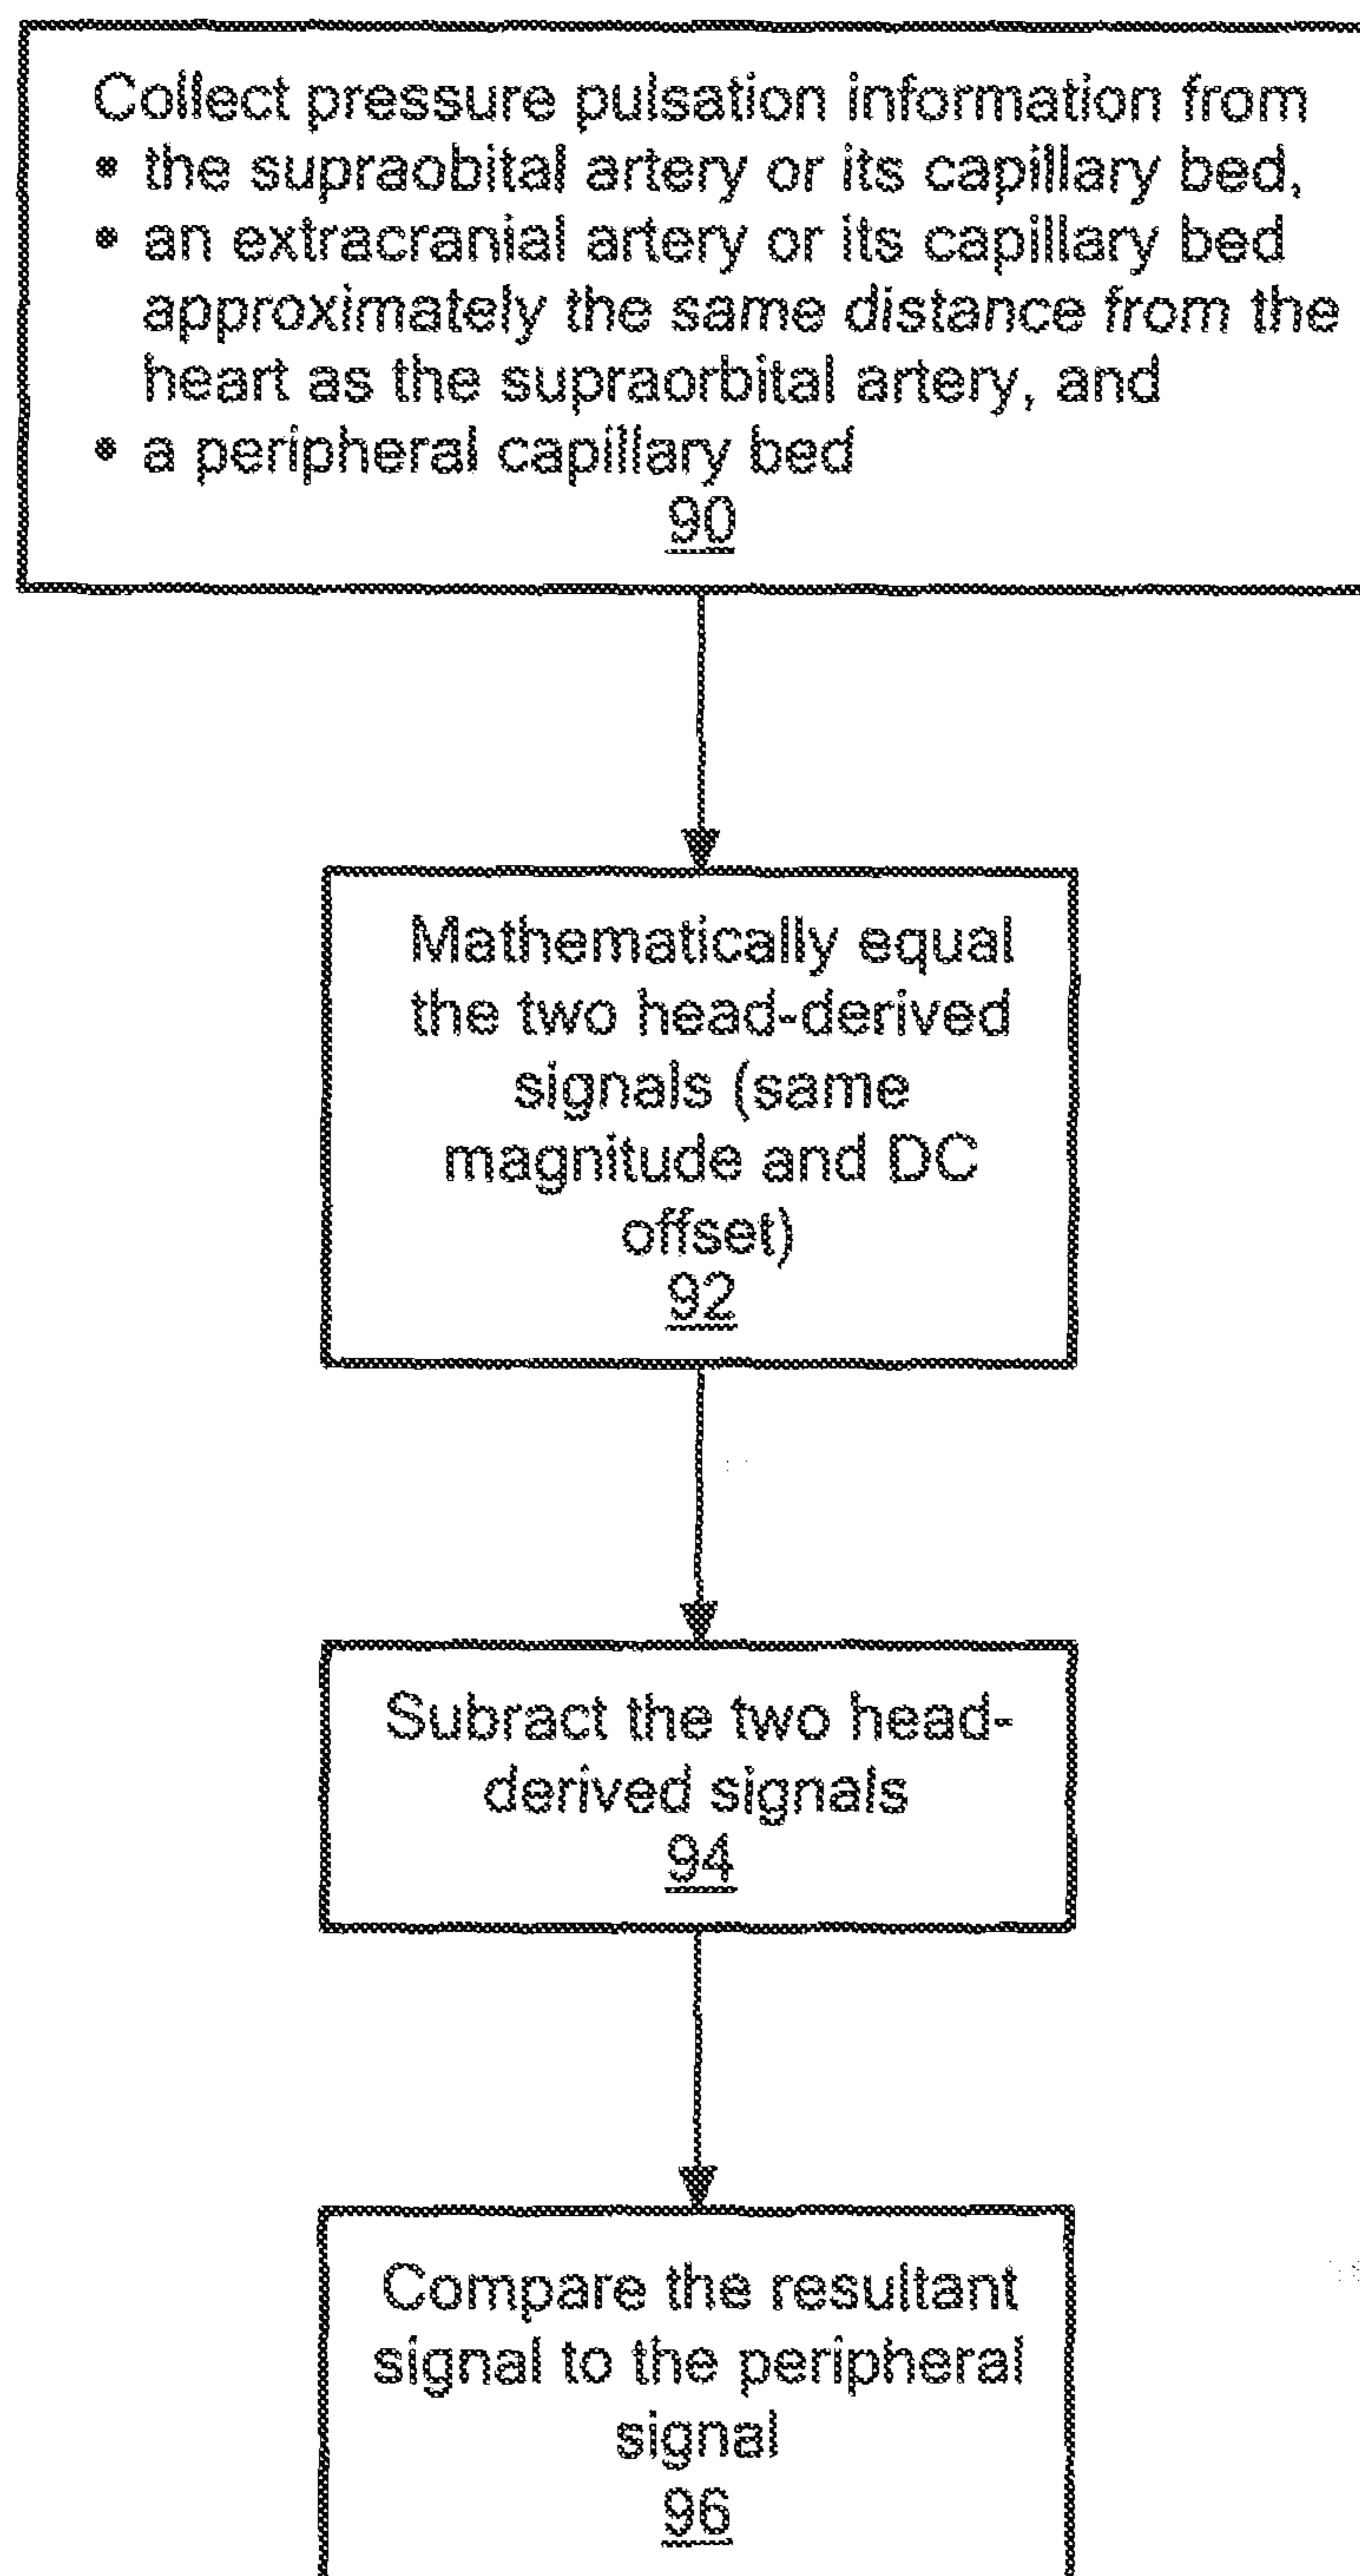 Collect pressure pulsation information from
• the supraobital artery or its capillary bed,
• an extracranial artery or its capillary bed
approximately the same distance from the
heart as the supraorbital artery, and
• a peripheral capillary bed
90
Mathematically equal
the two head-derived
signals (same
magnitude and DC
offset)
92
Subract the two head-
derived signals
94
Compare the resultant
signal to the peripheral
signal
96